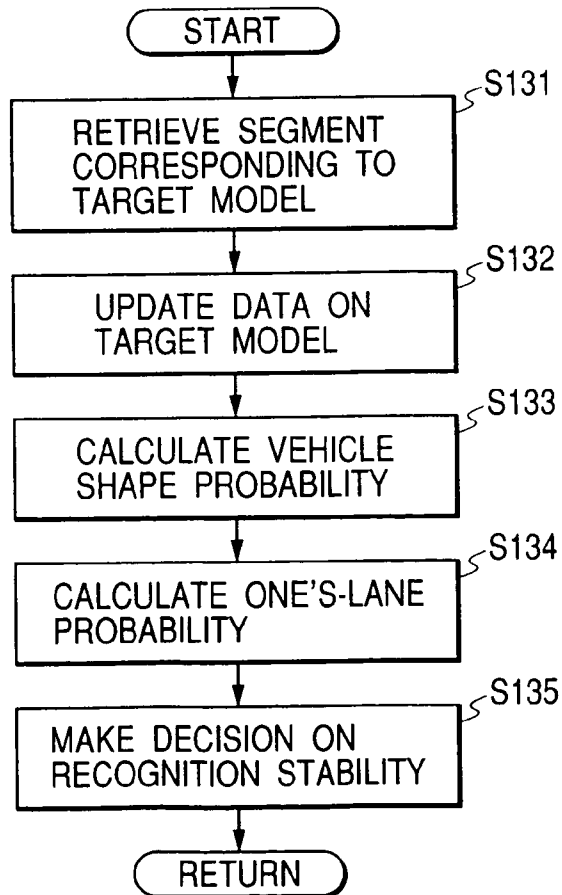 START
S131
RETRIEVE SEGMENT
CORRESPONDING TO
TARGET MODEL
S132
UPDATE DATA ON
TARGET MODEL
S133
CALCULATE VEHICLE
SHAPE PROBABILITY
S134
CALCULATE ONE'S-LANE
PROBABILITY
S135
MAKE DECISION ON
RECOGNITION STABILITY
RETURN